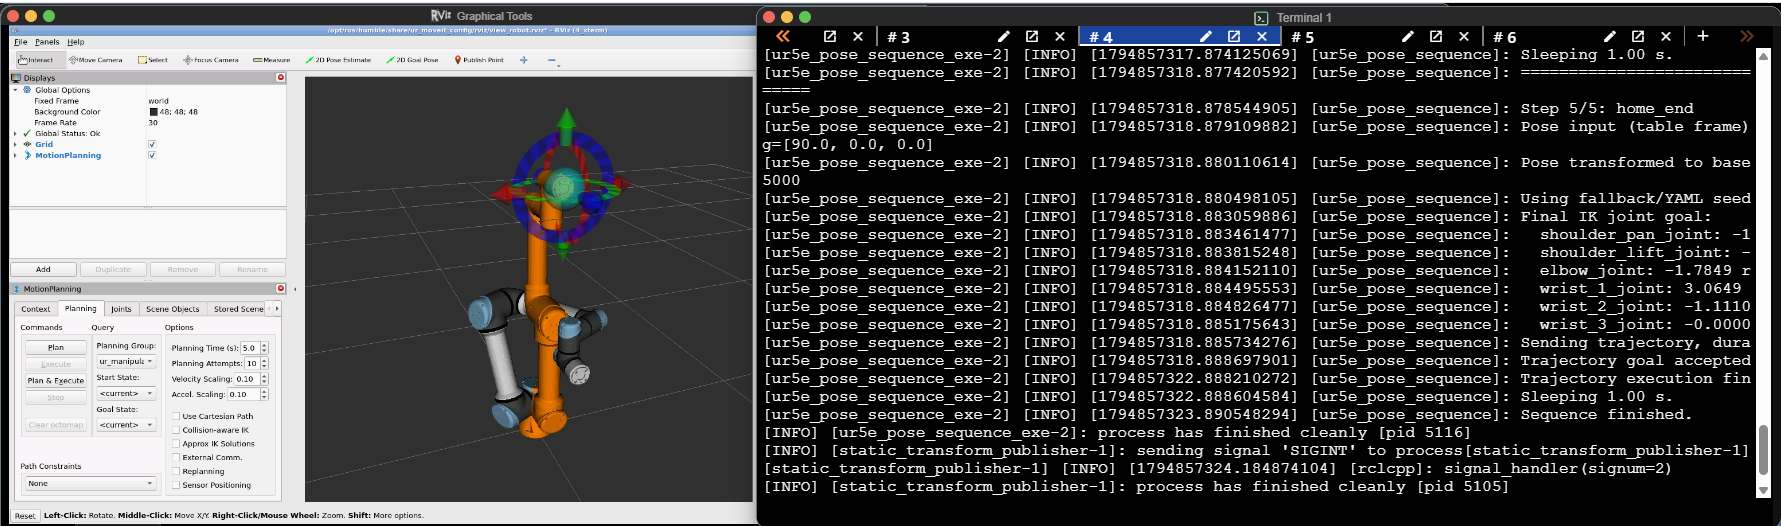 RViz Graphical Tools
/opt/ros/humble/share/ur_moveit_config/rviz/view_robot.rviz* - RViz (4_xterm)
File Panels Help
Interact Move Camera Select Focus Camera Measure 2D Pose Estimate 2D Goal Pose Publish Point
Displays
Global Options
Fixed Frame world
Background Color 48; 48; 48
Frame Rate 30
Global Status: Ok
Grid
MotionPlanning
Add Duplicate Remove Rename
MotionPlanning
Context Planning Joints Scene Objects Stored Scene
Commands Query Options
Plan
Execute
Plan & Execute
Stop
Clear octomap
Planning Group:
ur_manipula
Start State:
<current>
Goal State:
<current>
Planning Time (s): 5.0
Planning Attempts: 10
Velocity Scaling: 0.10
Accel. Scaling: 0.10
Use Cartesian Path
Collision-aware IK
Approx IK Solutions
External Comm.
Replanning
Sensor Positioning
Path Constraints
None
Reset Left-Click: Rotate. Middle-Click: Move X/Y. Right-Click/Mouse Wheel: Zoom. Shift: More options.
Terminal 1
# 3 # 4 # 5 # 6
[ur5e_pose_sequence_exe-2] [INFO] [1794857317.874125069] [ur5e_pose_sequence]: Sleeping 1.00 s.
[ur5e_pose_sequence_exe-2] [INFO] [1794857318.877420592] [ur5e_pose_sequence]: ========================
=====
[ur5e_pose_sequence_exe-2] [INFO] [1794857318.878544905] [ur5e_pose_sequence]: Step 5/5: home_end
[ur5e_pose_sequence_exe-2] [INFO] [1794857318.879109882] [ur5e_pose_sequence]: Pose input (table frame)
g=[90.0, 0.0, 0.0]
[ur5e_pose_sequence_exe-2] [INFO] [1794857318.880110614] [ur5e_pose_sequence]: Pose transformed to base
5000
[ur5e_pose_sequence_exe-2] [INFO] [1794857318.880498105] [ur5e_pose_sequence]: Using fallback/YAML seed
[ur5e_pose_sequence_exe-2] [INFO] [1794857318.883059886] [ur5e_pose_sequence]: Final IK joint goal:
[ur5e_pose_sequence_exe-2] [INFO] [1794857318.883461477] [ur5e_pose_sequence]: shoulder_pan_joint: -1
[ur5e_pose_sequence_exe-2] [INFO] [1794857318.883815248] [ur5e_pose_sequence]: shoulder_lift_joint: -
[ur5e_pose_sequence_exe-2] [INFO] [1794857318.884152110] [ur5e_pose_sequence]: elbow_joint: -1.7849 r
[ur5e_pose_sequence_exe-2] [INFO] [1794857318.884495553] [ur5e_pose_sequence]: wrist_1_joint: 3.0649
[ur5e_pose_sequence_exe-2] [INFO] [1794857318.884826477] [ur5e_pose_sequence]: wrist_2_joint: -1.1110
[ur5e_pose_sequence_exe-2] [INFO] [1794857318.885175643] [ur5e_pose_sequence]: wrist_3_joint: -0.0000
[ur5e_pose_sequence_exe-2] [INFO] [1794857318.885734276] [ur5e_pose_sequence]: Sending trajectory, dura
[ur5e_pose_sequence_exe-2] [INFO] [1794857318.888697901] [ur5e_pose_sequence]: Trajectory goal accepted
[ur5e_pose_sequence_exe-2] [INFO] [1794857322.888210272] [ur5e_pose_sequence]: Trajectory execution fin
[ur5e_pose_sequence_exe-2] [INFO] [1794857322.888604584] [ur5e_pose_sequence]: Sleeping 1.00 s.
[ur5e_pose_sequence_exe-2] [INFO] [1794857323.890548294] [ur5e_pose_sequence]: Sequence finished.
[INFO] [ur5e_pose_sequence_exe-2]: process has finished cleanly [pid 5116]
[INFO] [static_transform_publisher-1]: sending signal 'SIGINT' to process[static_transform_publisher-1]
[static_transform_publisher-1] [INFO] [1794857324.184874104] [rclcpp]: signal_handler(signum=2)
[INFO] [static_transform_publisher-1]: process has finished cleanly [pid 5105]